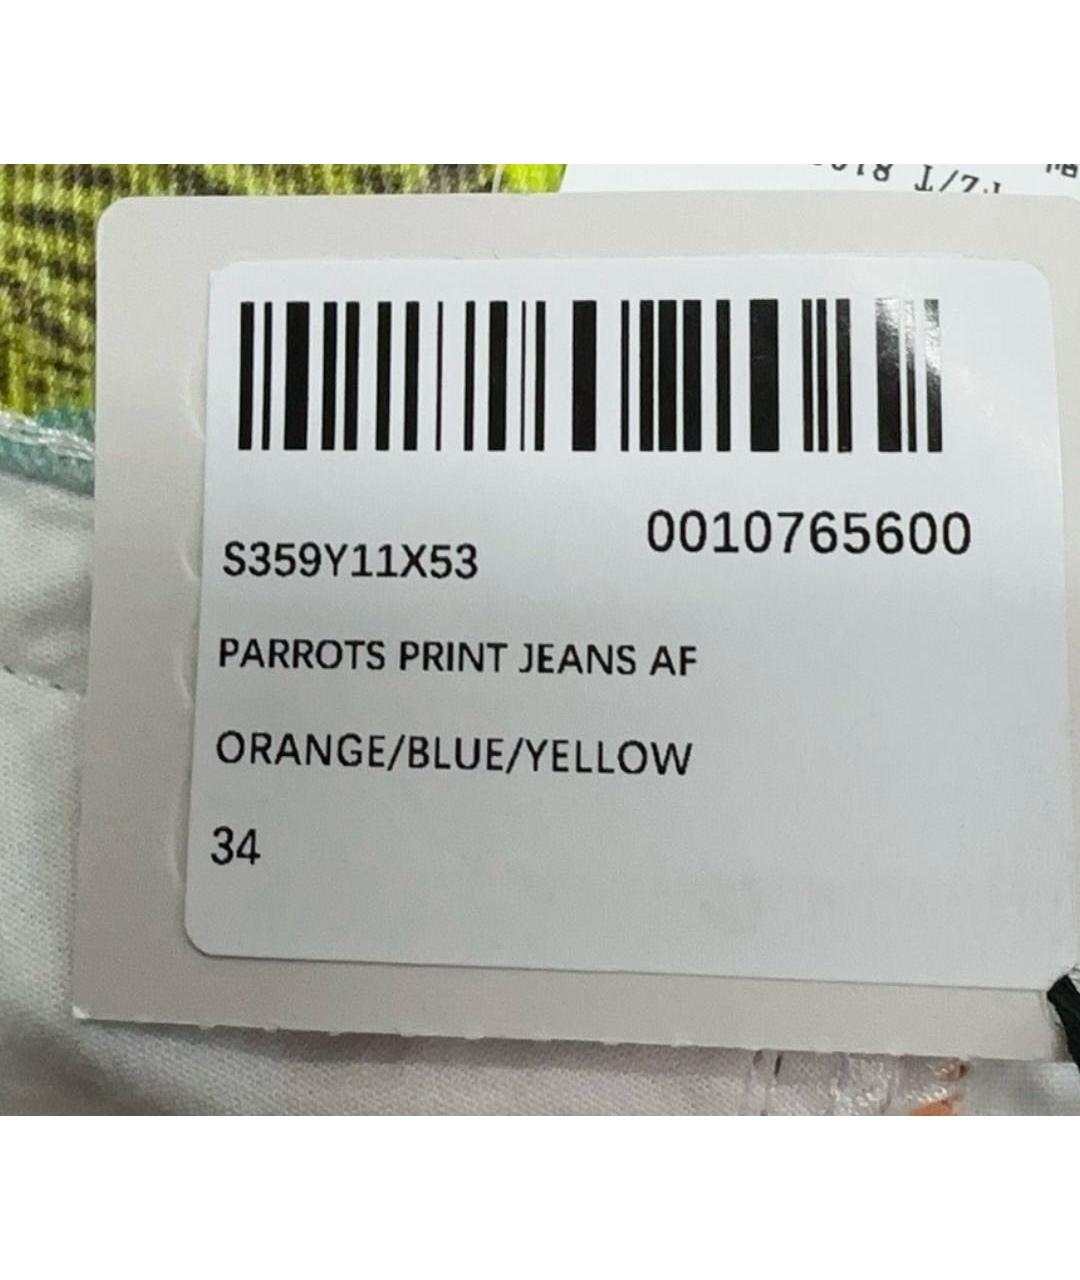 0010765600
S359Y11X53
PARROTS PRINT JEANS AF
ORANGE/BLUE/YELLOW
34